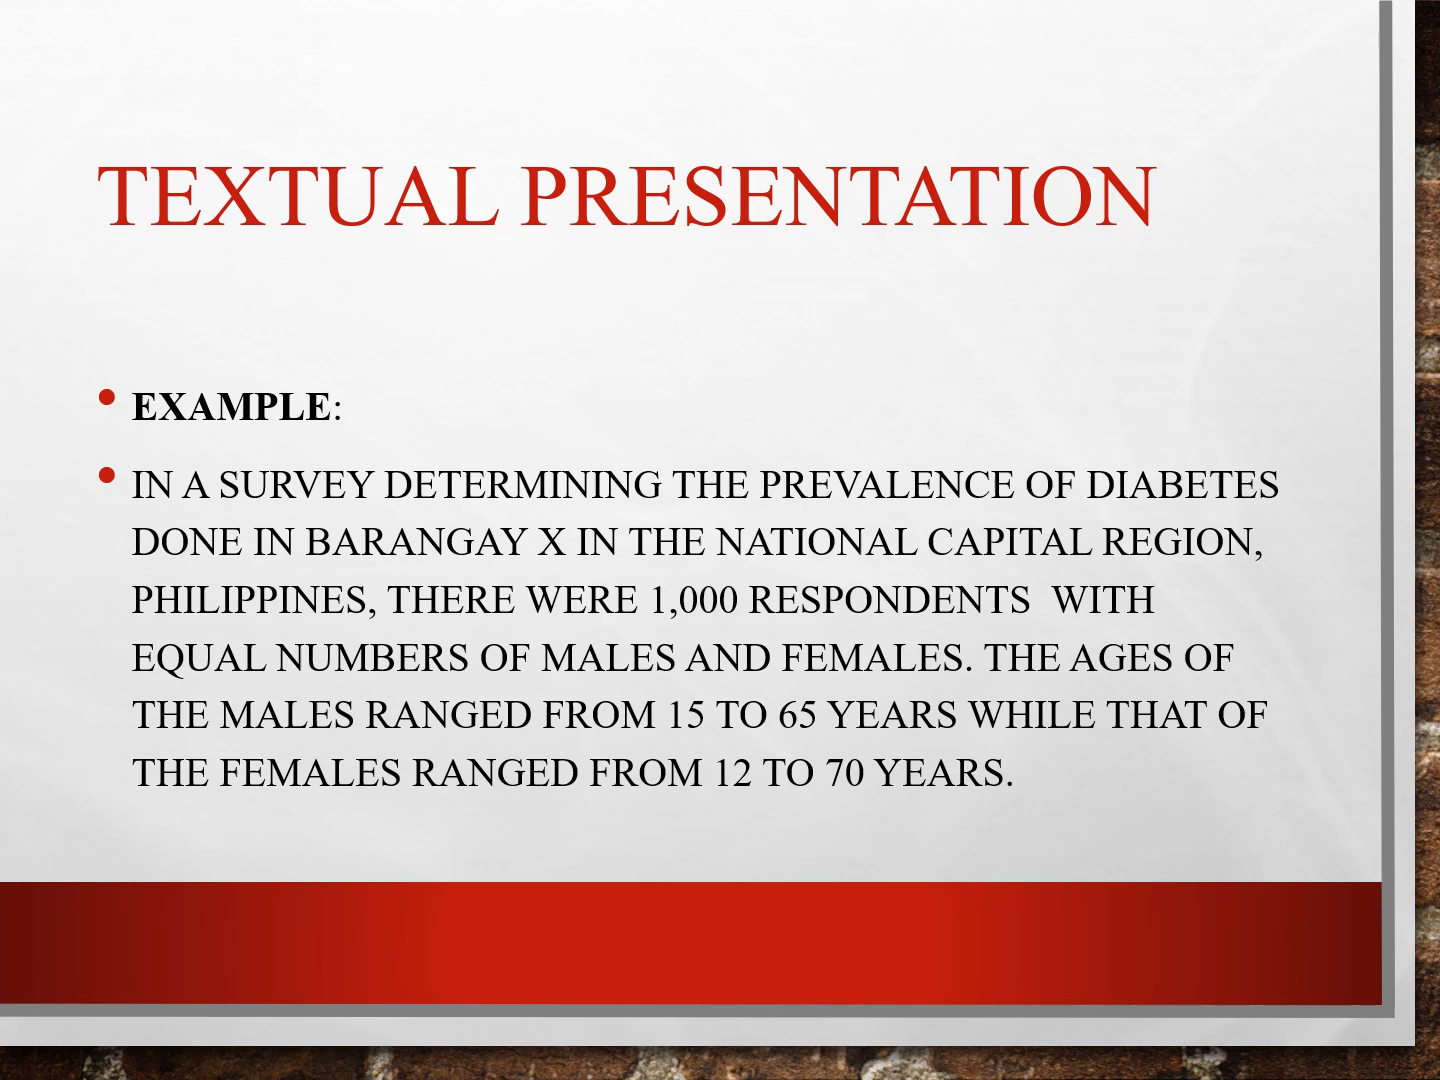 TEXTUAL PRESENTATION
• EXAMPLE:
• IN A SURVEY DETERMINING THE PREVALENCE OF DIABETES
DONE IN BARANGAY X IN THE NATIONAL CAPITAL REGION,
PHILIPPINES, THERE WERE 1,000 RESPONDENTS  WITH
EQUAL NUMBERS OF MALES AND FEMALES. THE AGES OF
THE MALES RANGED FROM 15 TO 65 YEARS WHILE THAT OF
THE FEMALES RANGED FROM 12 TO 70 YEARS.